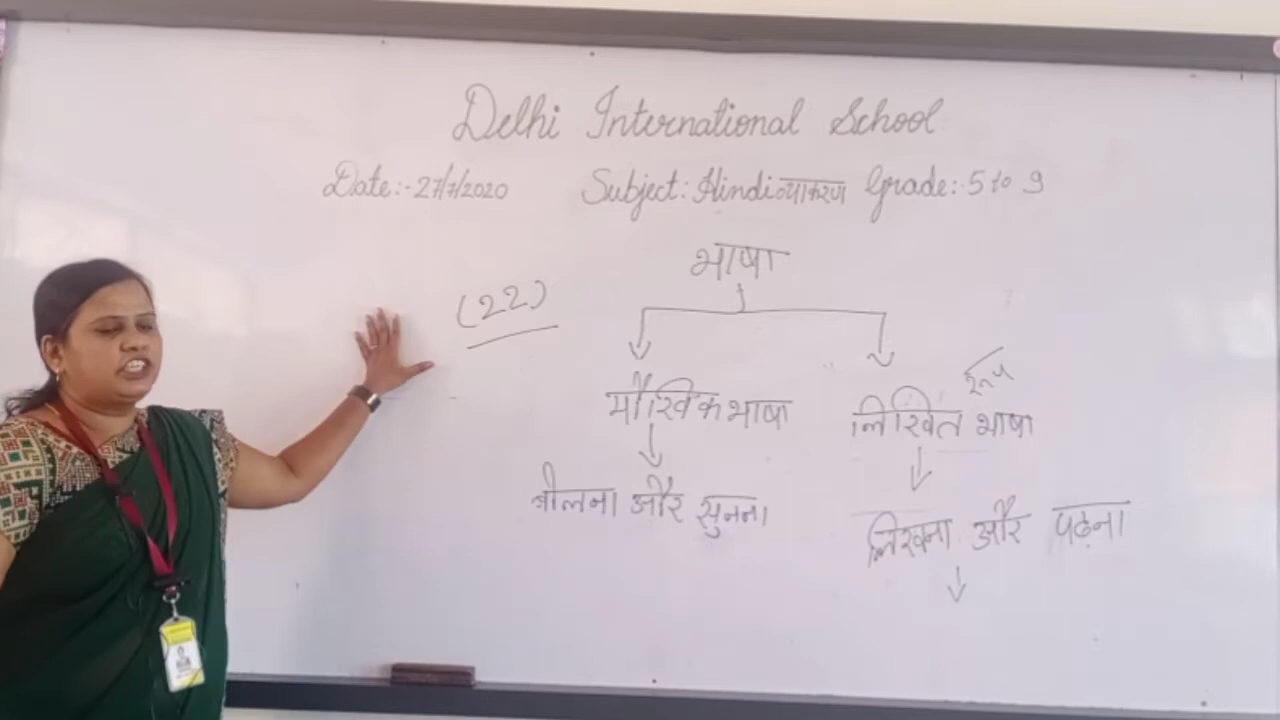 Delhi International School
Date:- 27/7/2020 Subject: Hindi व्याकरण Grade:- 5 to 9
भाषा
(22)
रूप
मौखिक भाषा लिखित भाषा
बोलना और सुनना
लिखना और पढ़ना